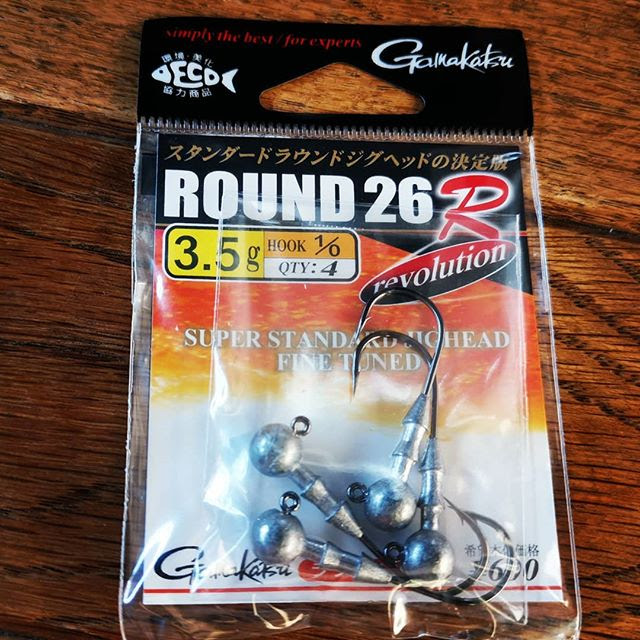 simply the best / for experts
環境・美化
ECO
協力商品
Gamakatsu
スタンダードラウンドジグヘッドの決定版
ROUND 26 R
revolution
3.5g HOOK 1/0
QTY: 4
SUPER STANDARD JIGHEAD
FINE TUNED
Gamakatsu